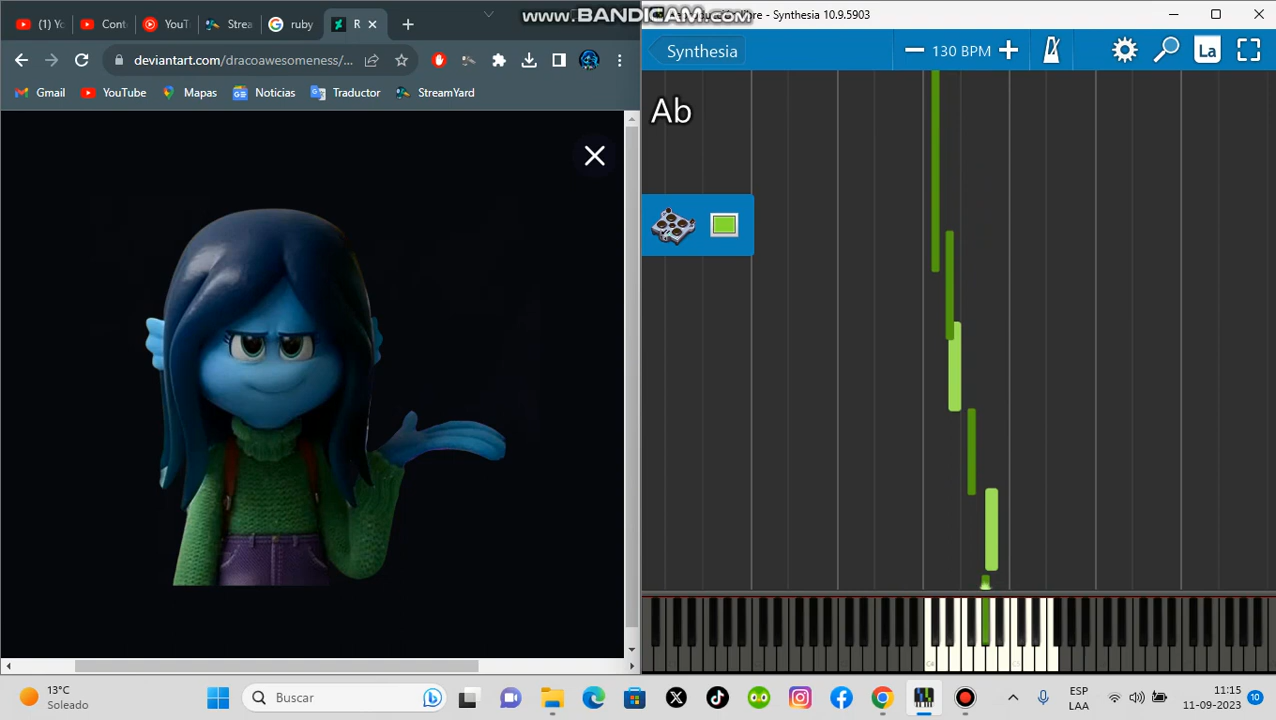 (1) Yo
Cont
YouT
Strea
ruby
R
www.BANDICAM.com
re - Synthesia 10.9.5903
deviantart.com/drezoawesomeness/
Gmail
YouTube
Mapas
Noticias
Traductor
StreamYard
Synthesia
130 BPM
La
Ab
13°C
Soleado
Buscar
ESP
LAA
11:15
11-09-2023
10